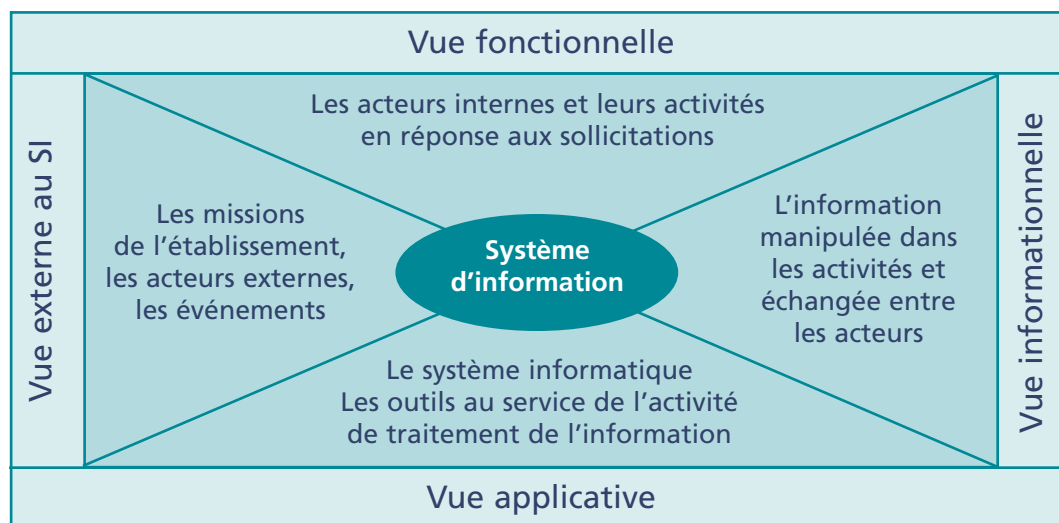 Vue fonctionnelle
Les acteurs internes et leurs activités
en réponse aux sollicitations
Vue externe au SI
Les missions
de l’établissement,
les acteurs externes,
les événements
Système
d’information
L’information
manipulée dans
les activités et
échangée entre
les acteurs
Vue informationnelle
Le système informatique
Les outils au service de l’activité
de traitement de l’information
Vue applicative